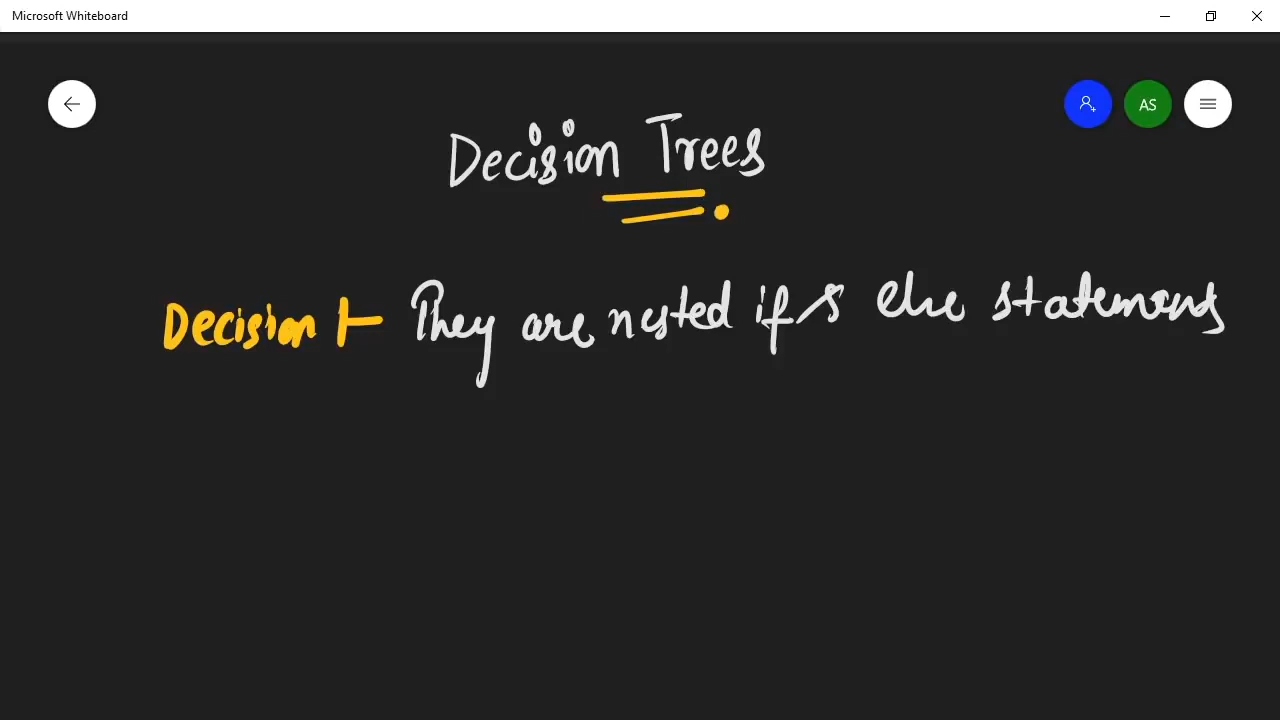 Microsoft Whiteboard
AS
Decision Trees
Decision :- They are nested if else statements